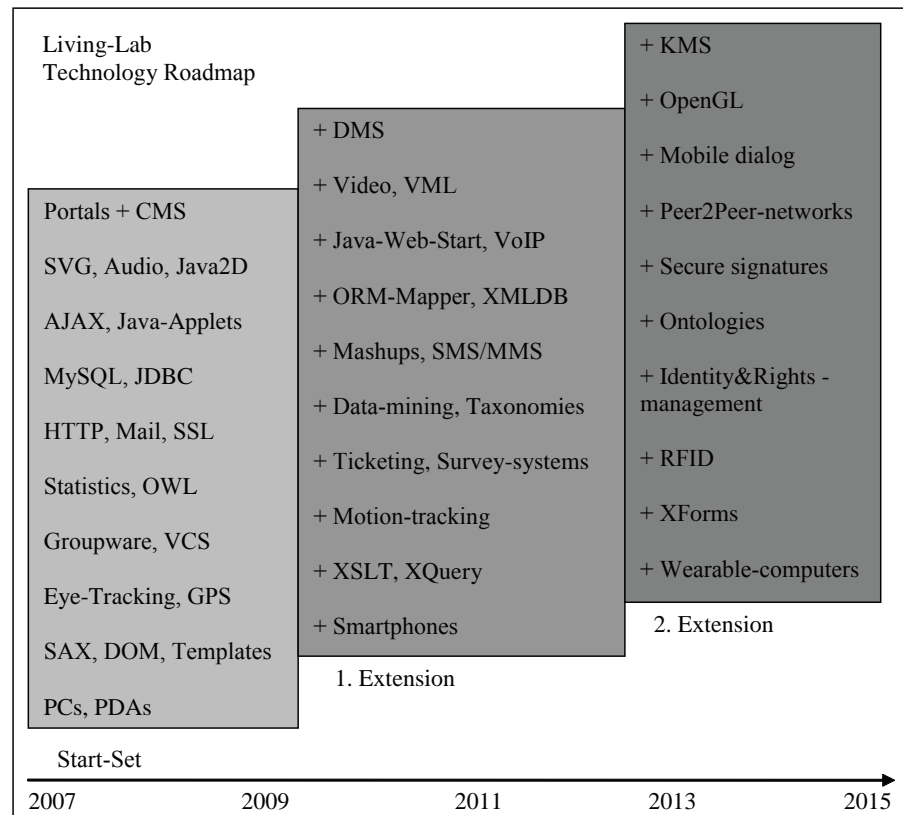 Living-Lab
Technology Roadmap
Portals + CMS
SVG, Audio, Java2D
AJAX, Java-Applets
MySQL, JDBC
HTTP, Mail, SSL
Statistics, OWL
Groupware, VCS
Eye-Tracking, GPS
SAX, DOM, Templates
PCs, PDAs
Start-Set
+ DMS
+ Video, VML
+ Java-Web-Start, VoIP
+ ORM-Mapper, XMLDB
+ Mashups, SMS/MMS
+ Data-mining, Taxonomies
+ Ticketing, Survey-systems
+ Motion-tracking
+ XSLT, XQuery
+ Smartphones
1. Extension
+ KMS
+ OpenGL
+ Mobile dialog
+ Peer2Peer-networks
+ Secure signatures
+ Ontologies
+ Identity&Rights -
management
+ RFID
+ XForms
+ Wearable-computers
2. Extension
2007 2009 2011 2013 2015